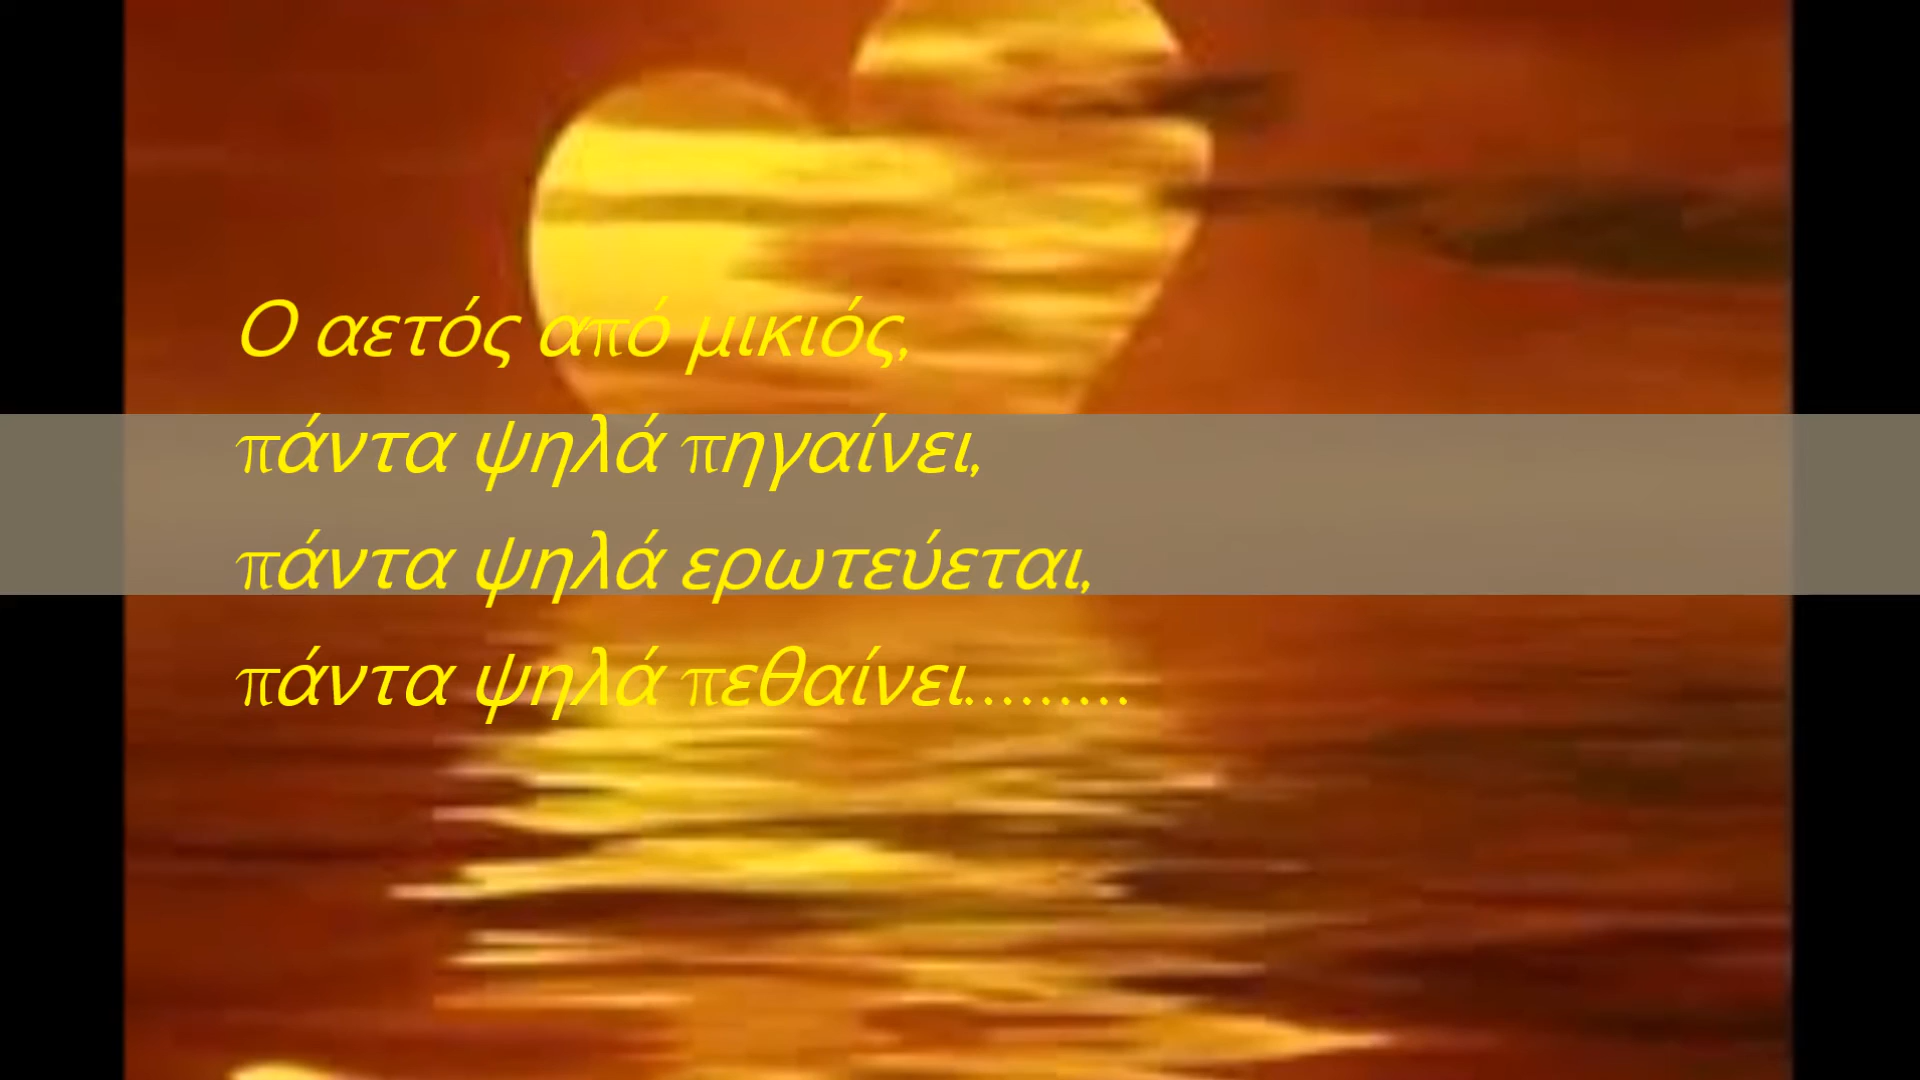 Ο αετός από μικιός,
πάντα ψηλά πηγαίνει,
πάντα ψηλά ερωτεύεται,
πάντα ψηλά πεθαίνει.........